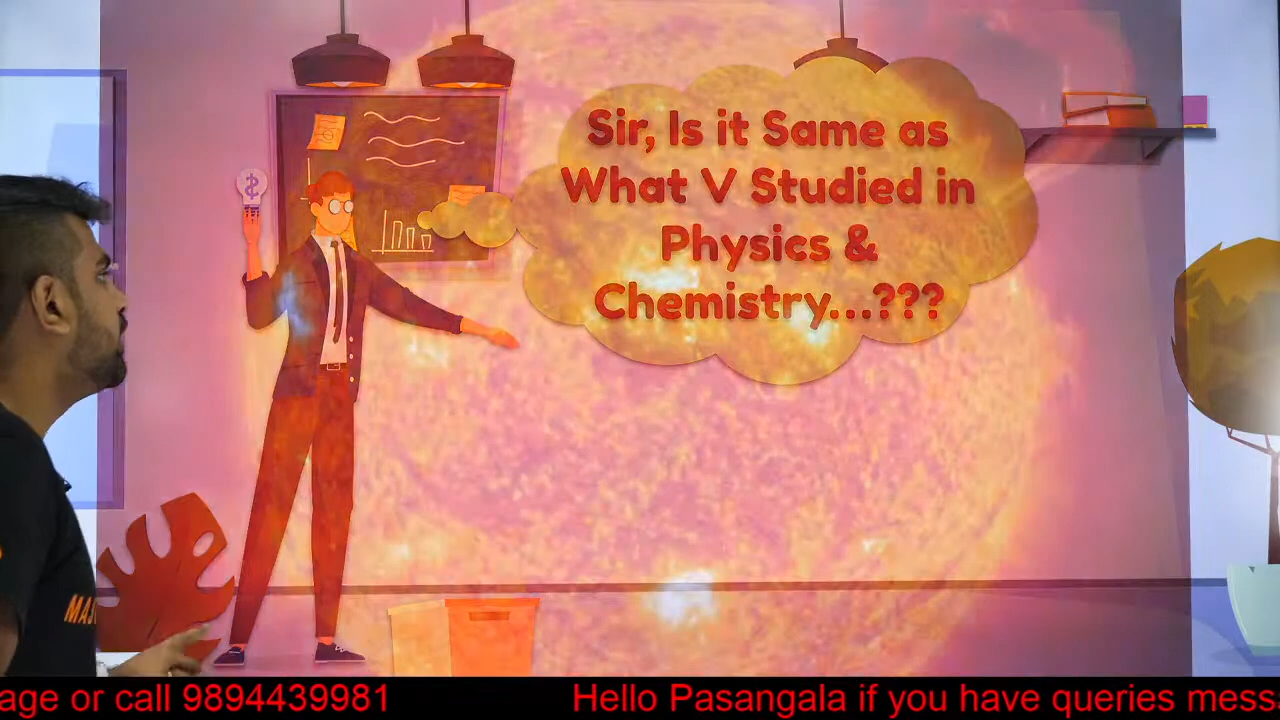 Sir, Is it Same as
What V Studied in
Physics &
Chemistry...???
MAJ
age or call 9894439981 Hello Pasangala if you have queries mess